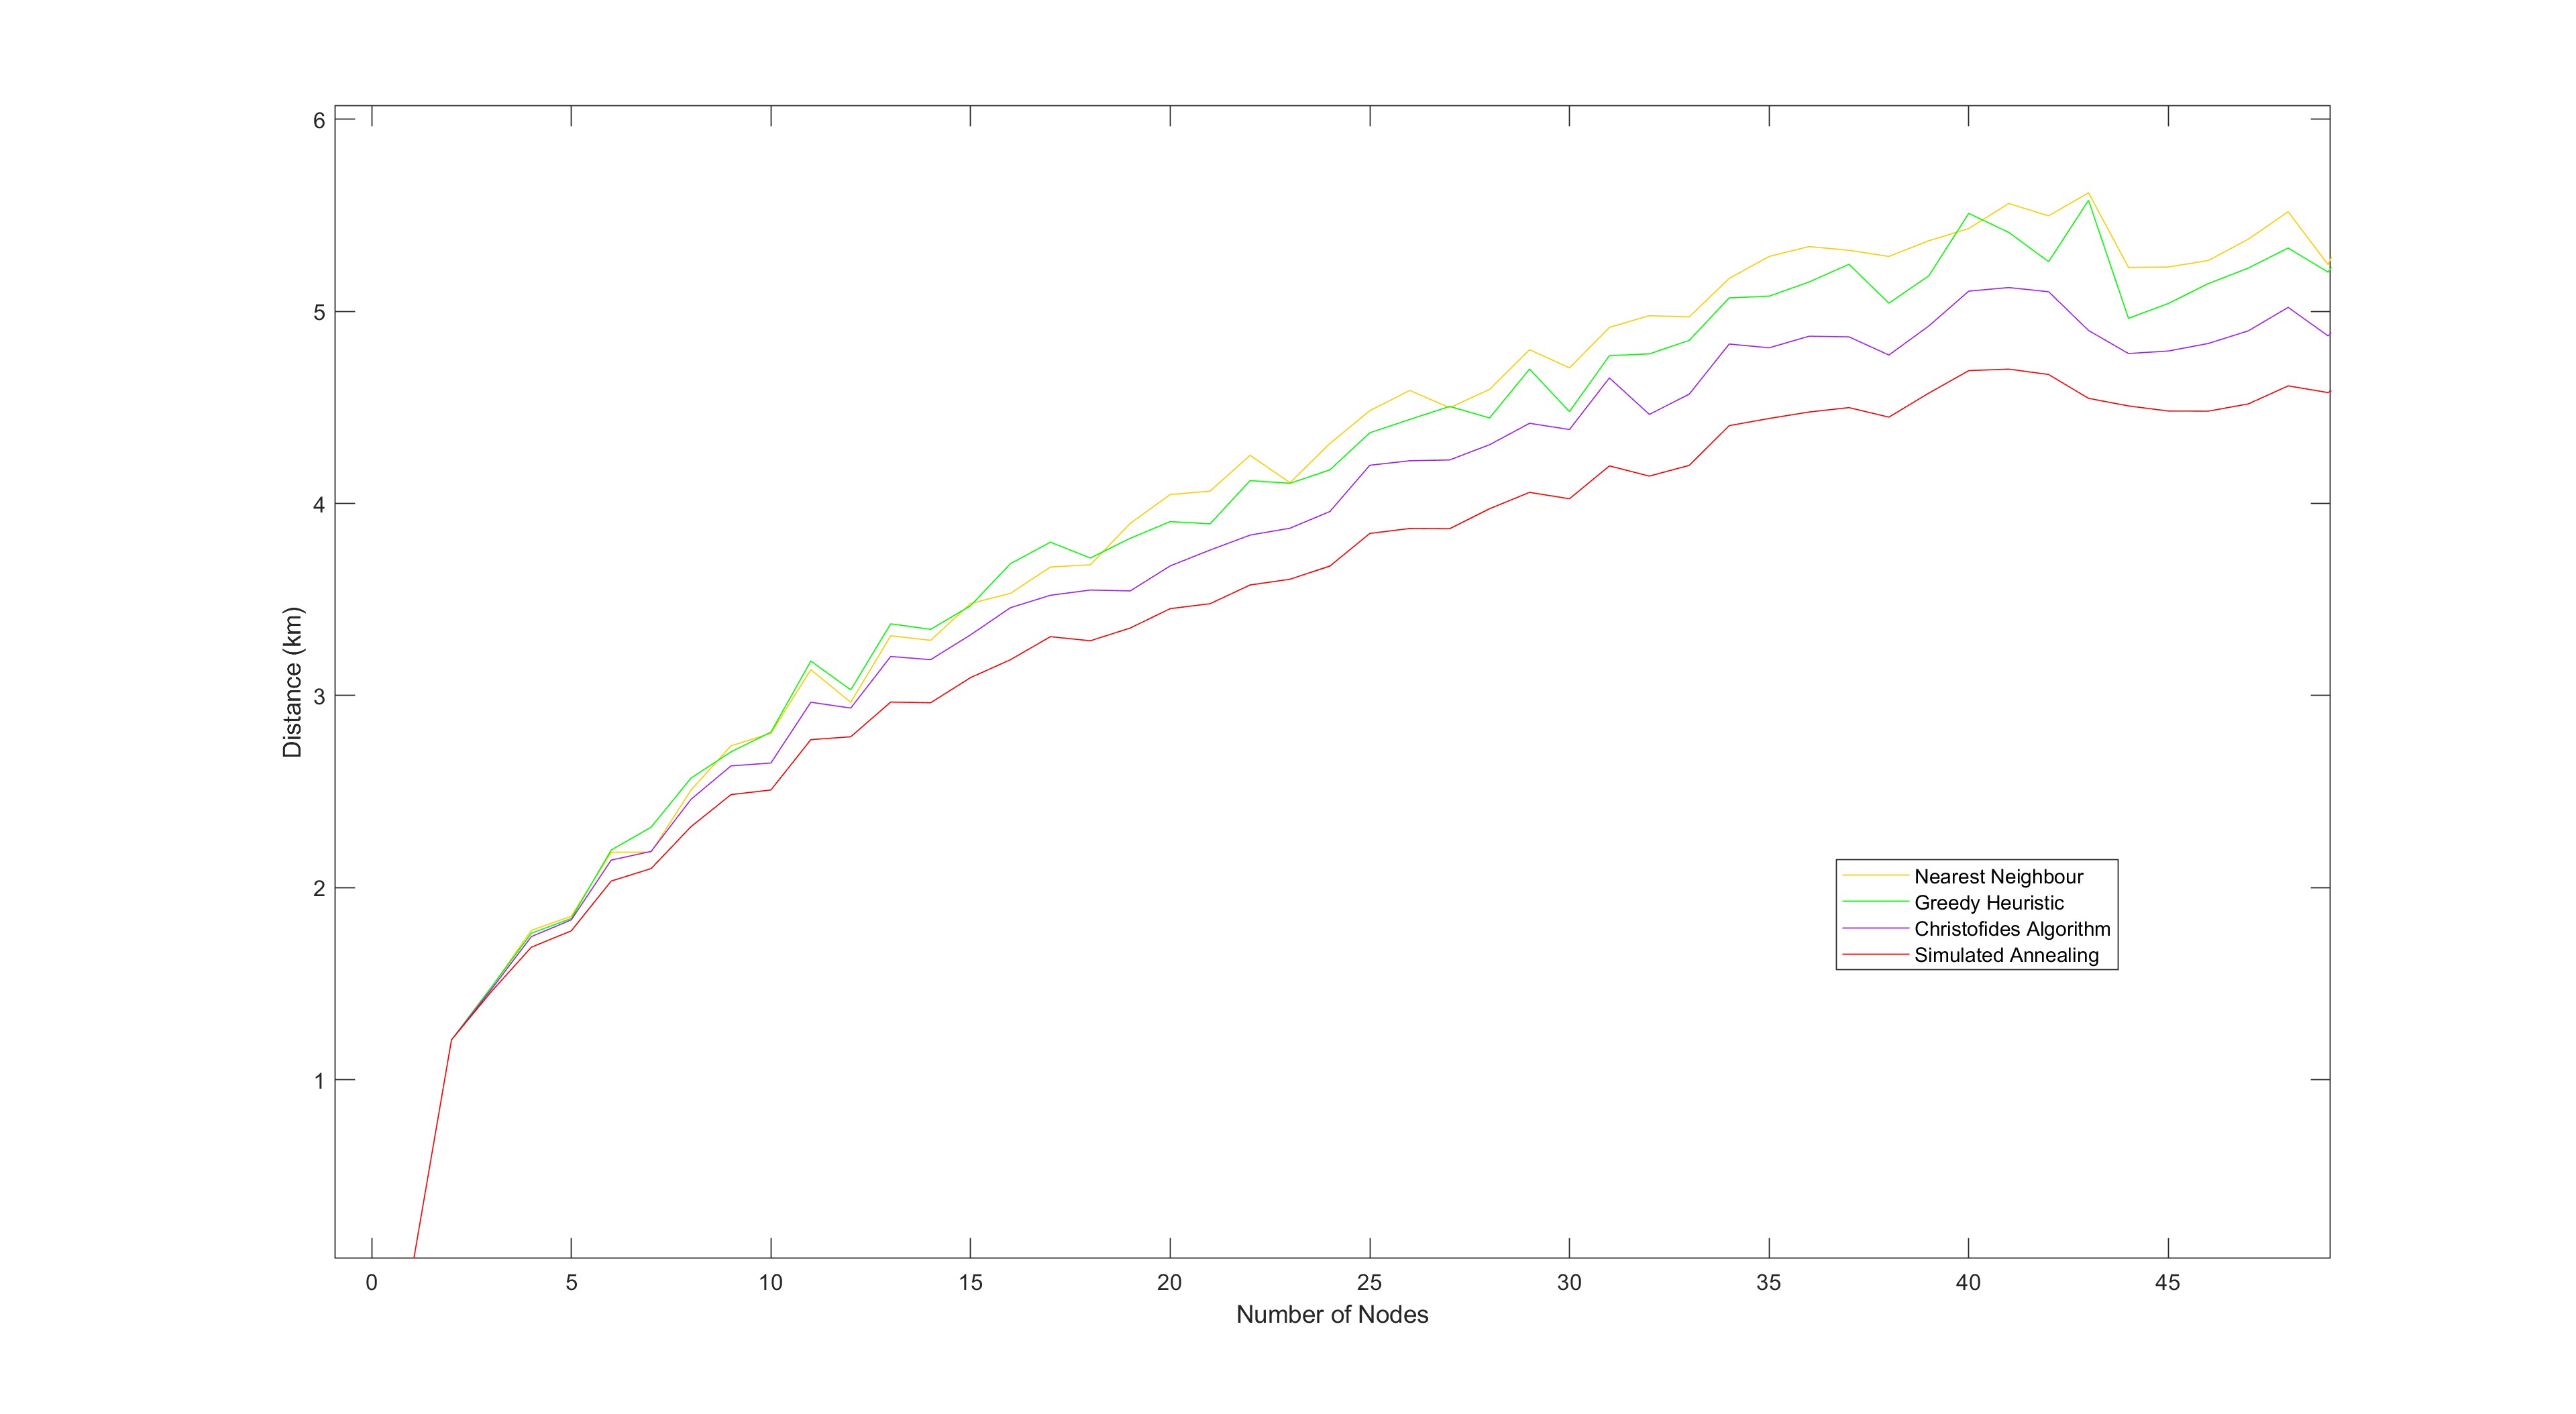 6
5
4
3
2
1
Distance (km)
0 5 10 15 20 25 30 35 40 45
Number of Nodes
Nearest Neighbour
Greedy Heuristic
Christofides Algorithm
Simulated Annealing